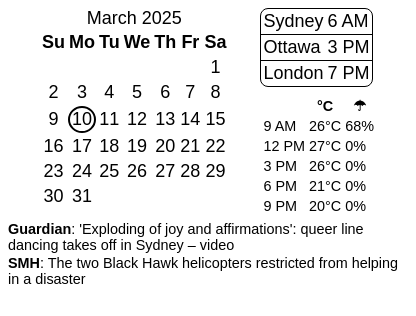 March 2025
Su Mo Tu We Th Fr Sa
1
2 3 4 5 6 7 8
9 10 11 12 13 14 15
16 17 18 19 20 21 22
23 24 25 26 27 28 29
30 31
Sydney 6 AM
Ottawa 3 PM
London 7 PM
°C ☂
9 AM 26°C 68%
12 PM 27°C 0%
3 PM 26°C 0%
6 PM 21°C 0%
9 PM 20°C 0%
Guardian: 'Exploding of joy and affirmations': queer line
dancing takes off in Sydney – video
SMH: The two Black Hawk helicopters restricted from helping
in a disaster